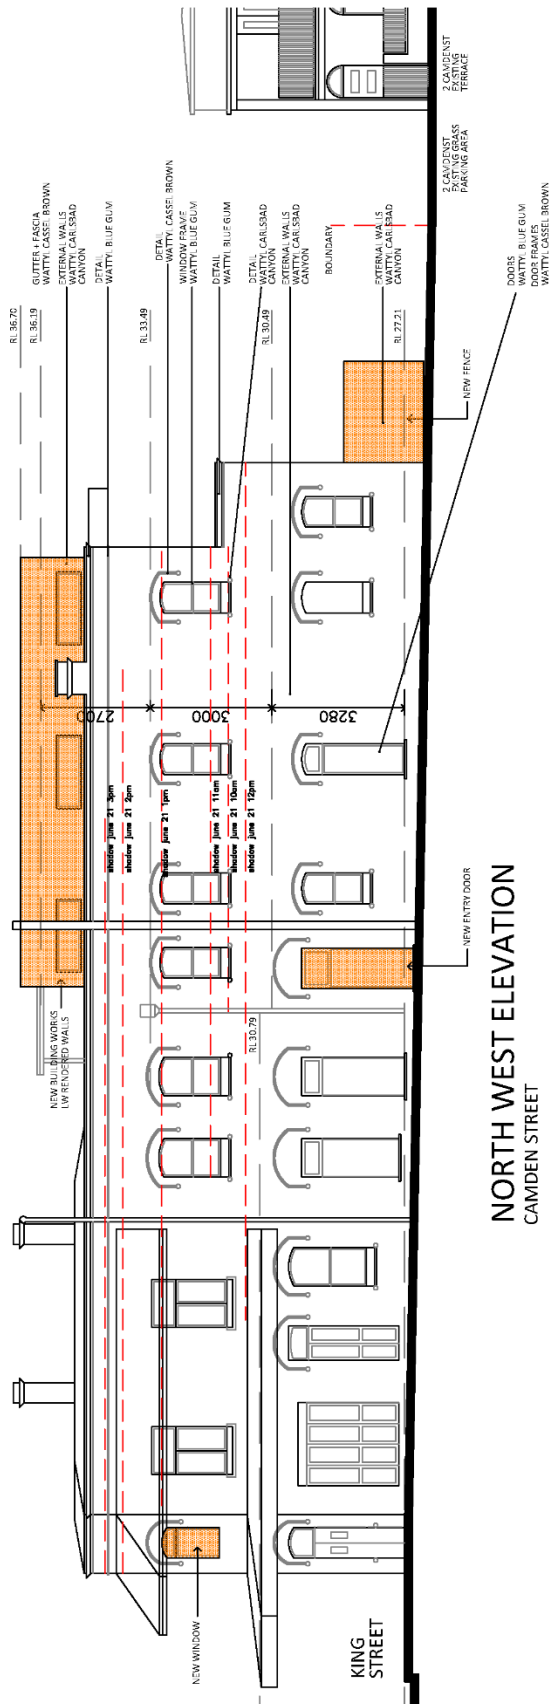 RL 36.70
RL 36.19
GUTTER + FASCIA
WATTYL CASSEL BROWN
EXTERNAL WALLS
WATTYL CARLSBAD
CANYON
DETAIL
WATTYL BLUE GUM
RL 33.49
DETAIL
WATTYL CASSEL BROWN
WINDOW FRAME
WATTYL BLUE GUM
DETAIL
WATTYL BLUE GUM
DETAIL
WATTYL CARLSBAD
CANYON
RL 30.49
EXTERNAL WALLS
WATTYL CARLSBAD
CANYON
BOUNDARY
EXTERNAL WALLS
WATTYL CARLSBAD
CANYON
RL 27.21
2 CAMDEN ST
EXISTING
TERRACE
2 CAMDEN ST
EXISTING GRASS
PARKING AREA
DOORS
WATTYL BLUE GUM
DOOR FRAMES
WATTYL CASSEL BROWN
NEW FENCE
2700
3000
3280
shadow june 21 3pm
shadow june 21 2pm
shadow june 21 1pm
shadow june 21 11am
shadow june 21 10am
shadow june 21 12pm
NEW BUILDING WORKS
LW RENDERED WALLS
RL 30.79
NEW ENTRY DOOR
NEW WINDOW
KING
STREET
NORTH WEST ELEVATION
CAMDEN STREET